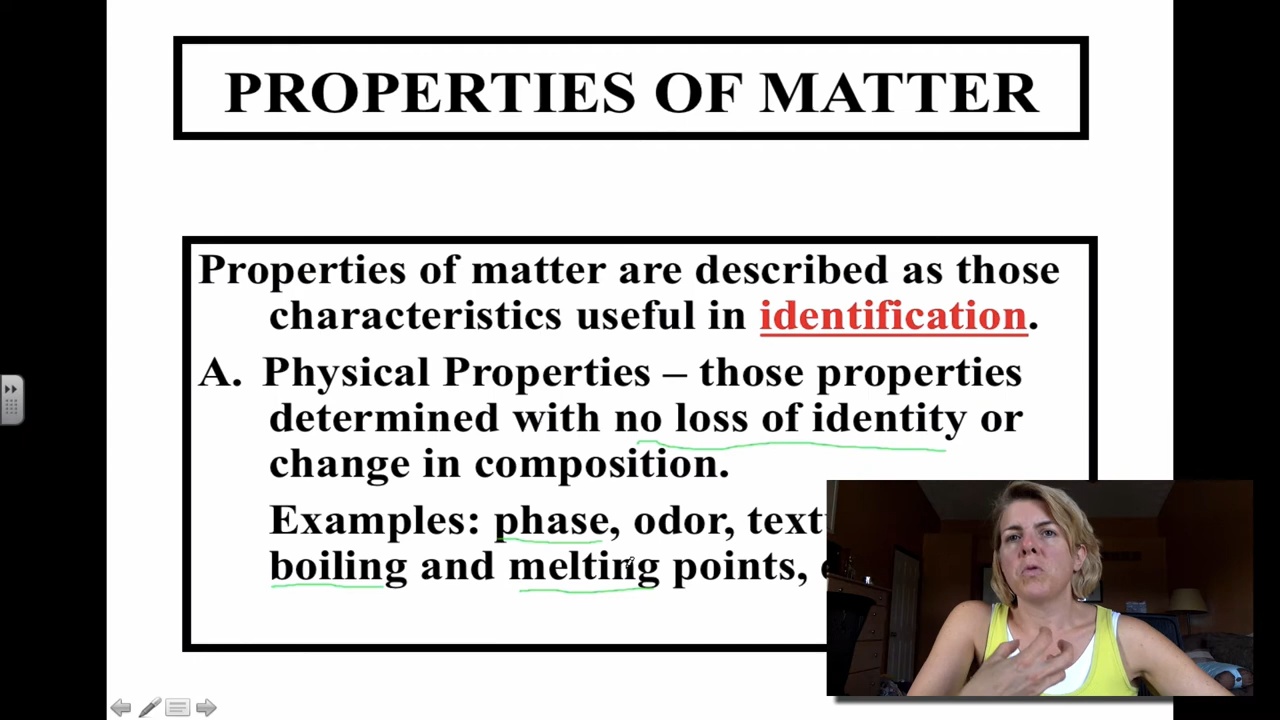 PROPERTIES OF MATTER
Properties of matter are described as those
characteristics useful in identification.
A. Physical Properties – those properties
determined with no loss of identity or
change in composition.
Examples: phase, odor,
boiling and melting points,